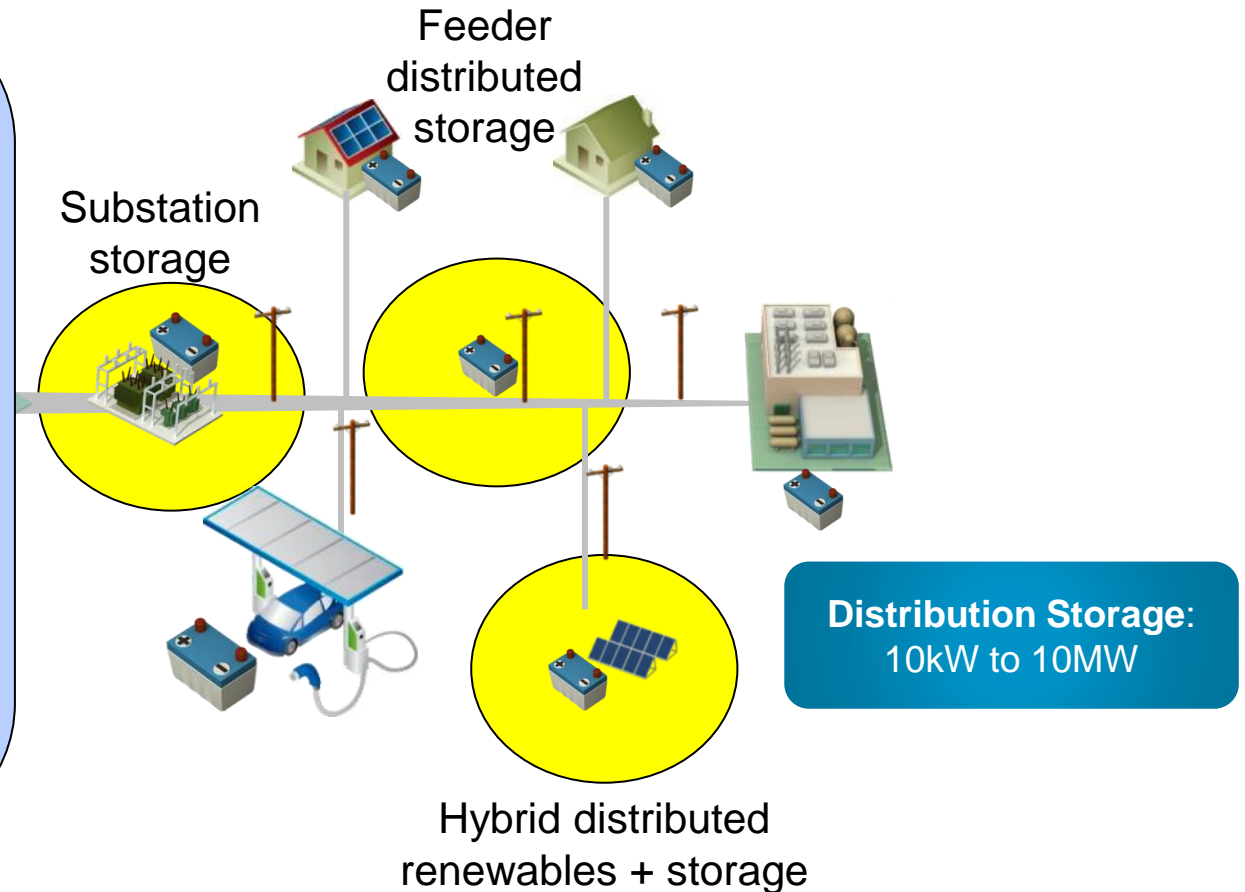 Feeder
distributed
storage
Substation
storage
Distribution Storage:
10kW to 10MW
Hybrid distributed
renewables + storage